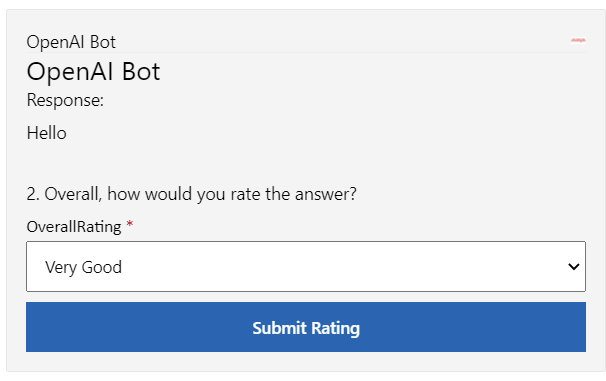 OpenAI Bot
OpenAI Bot
Response:
Hello
2. Overall, how would you rate the answer?
OverallRating *
Very Good
Submit Rating